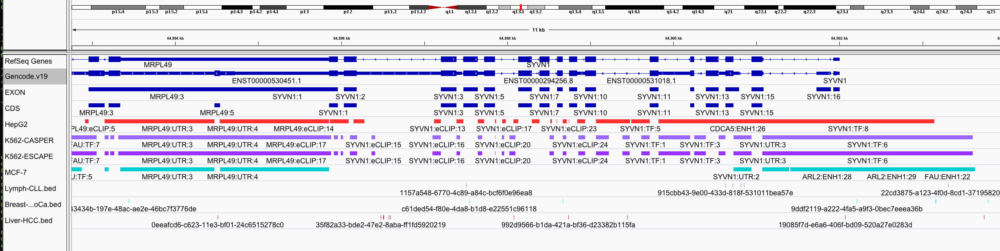 p15.4 p15.3 p15.2 p15.1 p14.3 p14.2 p14.1 p13 p12 p11.2 p11.12 q11 q12.1 q12.2 q13.1 q13.2 q13.4 q13.5 q14.1 q14.2 q14.3 q21 q22.1 q22.2 q22.3 q23.1 q23.3 q24.1 q24.2 q24.3 q25
11 kb
64,894 kb 64,896 kb 64,898 kb 64,900 kb 64,902 kb
RefSeq Genes MRPL49 SYVN1
Gencode.v19 ENST00000530451.1 ENST00000294256.8 ENST00000531018.1 SYVN1
EXON MRPL49:3 SYVN1:1 SYVN1:2 SYVN1:3 SYVN1:5 SYVN1:7 SYVN1:10 SYVN1:11 SYVN1:13 SYVN1:15 SYVN1:16
CDS MRPL49:3 MRPL49:5 SYVN1:1 SYVN1:3 SYVN1:5 SYVN1:7 SYVN1:10 SYVN1:11 SYVN1:13 SYVN1:15
HepG2 PL49:eCLIP:5 MRPL49:UTR:3 MRPL49:UTR:4 MRPL49:eCLIP:14 SYVN1:eCLIP:13 SYVN1:eCLIP:17 SYVN1:eCLIP:23 SYVN1:TF:5 CDCA5:ENH1:26 SYVN1:TF:8
K562-CASPER FAU:TF:7 MRPL49:UTR:3 MRPL49:UTR:4 MRPL49:eCLIP:17 SYVN1:eCLIP:15 SYVN1:eCLIP:16 SYVN1:eCLIP:20 SYVN1:eCLIP:24 SYVN1:TF:1 SYVN1:TF:3 SYVN1:UTR:3 SYVN1:TF:6
K562-ESCAPE FAU:TF:7 MRPL49:UTR:3 MRPL49:UTR:4 MRPL49:eCLIP:17 SYVN1:eCLIP:15 SYVN1:eCLIP:16 SYVN1:eCLIP:20 SYVN1:eCLIP:24 SYVN1:TF:1 SYVN1:TF:3 SYVN1:UTR:3 SYVN1:TF:6
MCF-7 U:TF:5 MRPL49:UTR:3 MRPL49:UTR:4 SYVN1:UTR:2 ARL2:ENH1:28 ARL2:ENH1:29 FAU:ENH1:22
Lymph-CLL.bed 1157a548-6770-4c89-a84c-bcf6f0e96ea8 915cbb43-9e00-433d-818f-531011bea57e 22cd3875-a123-4f0d-8cd1-37195820
Breast-...oCa.bed 43434b-197e-48ac-ae2e-46bc7f3776de c61ded54-f80e-4da8-b1d8-e22551c96118 9ddf2119-a222-4fa5-a9f3-0bec7eeea36b
Liver-HCC.bed 0eeafcd6-c623-11e3-bf01-24c6515278c0 35f82a33-bde2-47e2-8aba-ff1fd5920219 992d9566-b1da-421a-bf36-d23382b115fa 19085f7d-e6a6-406f-bd09-520a27e0283d